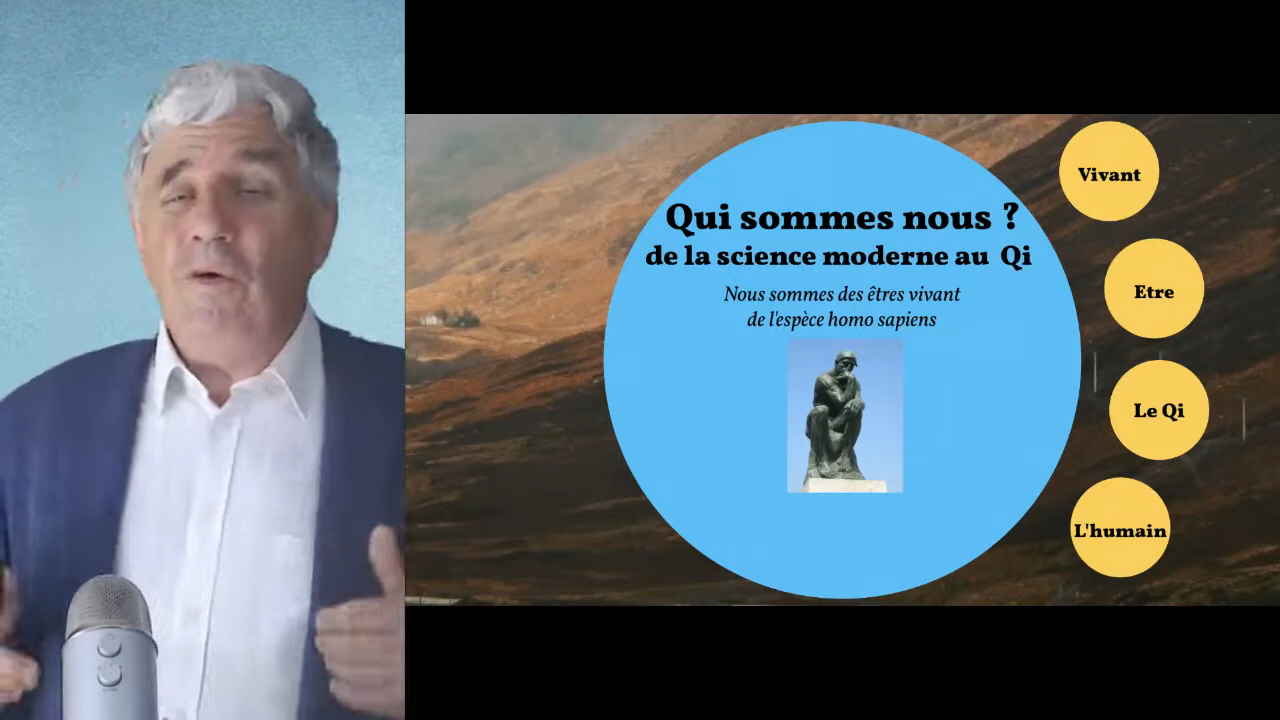 Qui sommes nous ?
de la science moderne au Qi
Nous sommes des êtres vivant
de l'espèce homo sapiens
Vivant
Etre
Le Qi
L'humain